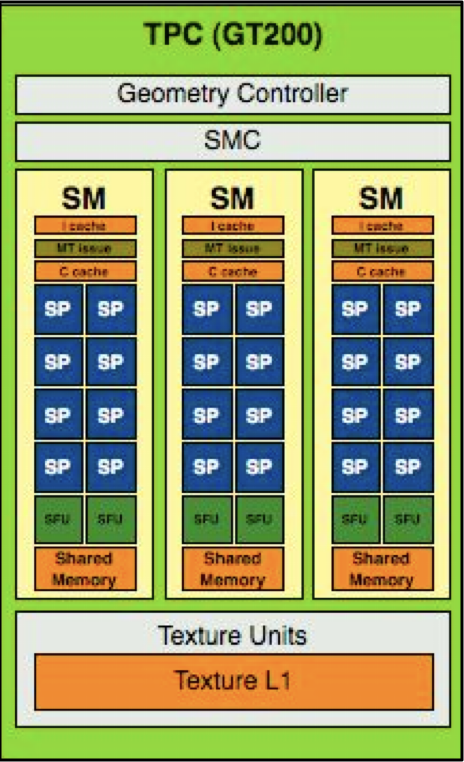 TPC (GT200)
Geometry Controller
SMC
SM SM SM
I cache I cache I cache
MT issue MT issue MT issue
C cache C cache C cache
SP SP SP SP SP SP
SP SP SP SP SP SP
SP SP SP SP SP SP
SP SP SP SP SP SP
SFU SFU SFU SFU SFU SFU
Shared Shared Shared
Memory Memory Memory
Texture Units
Texture L1